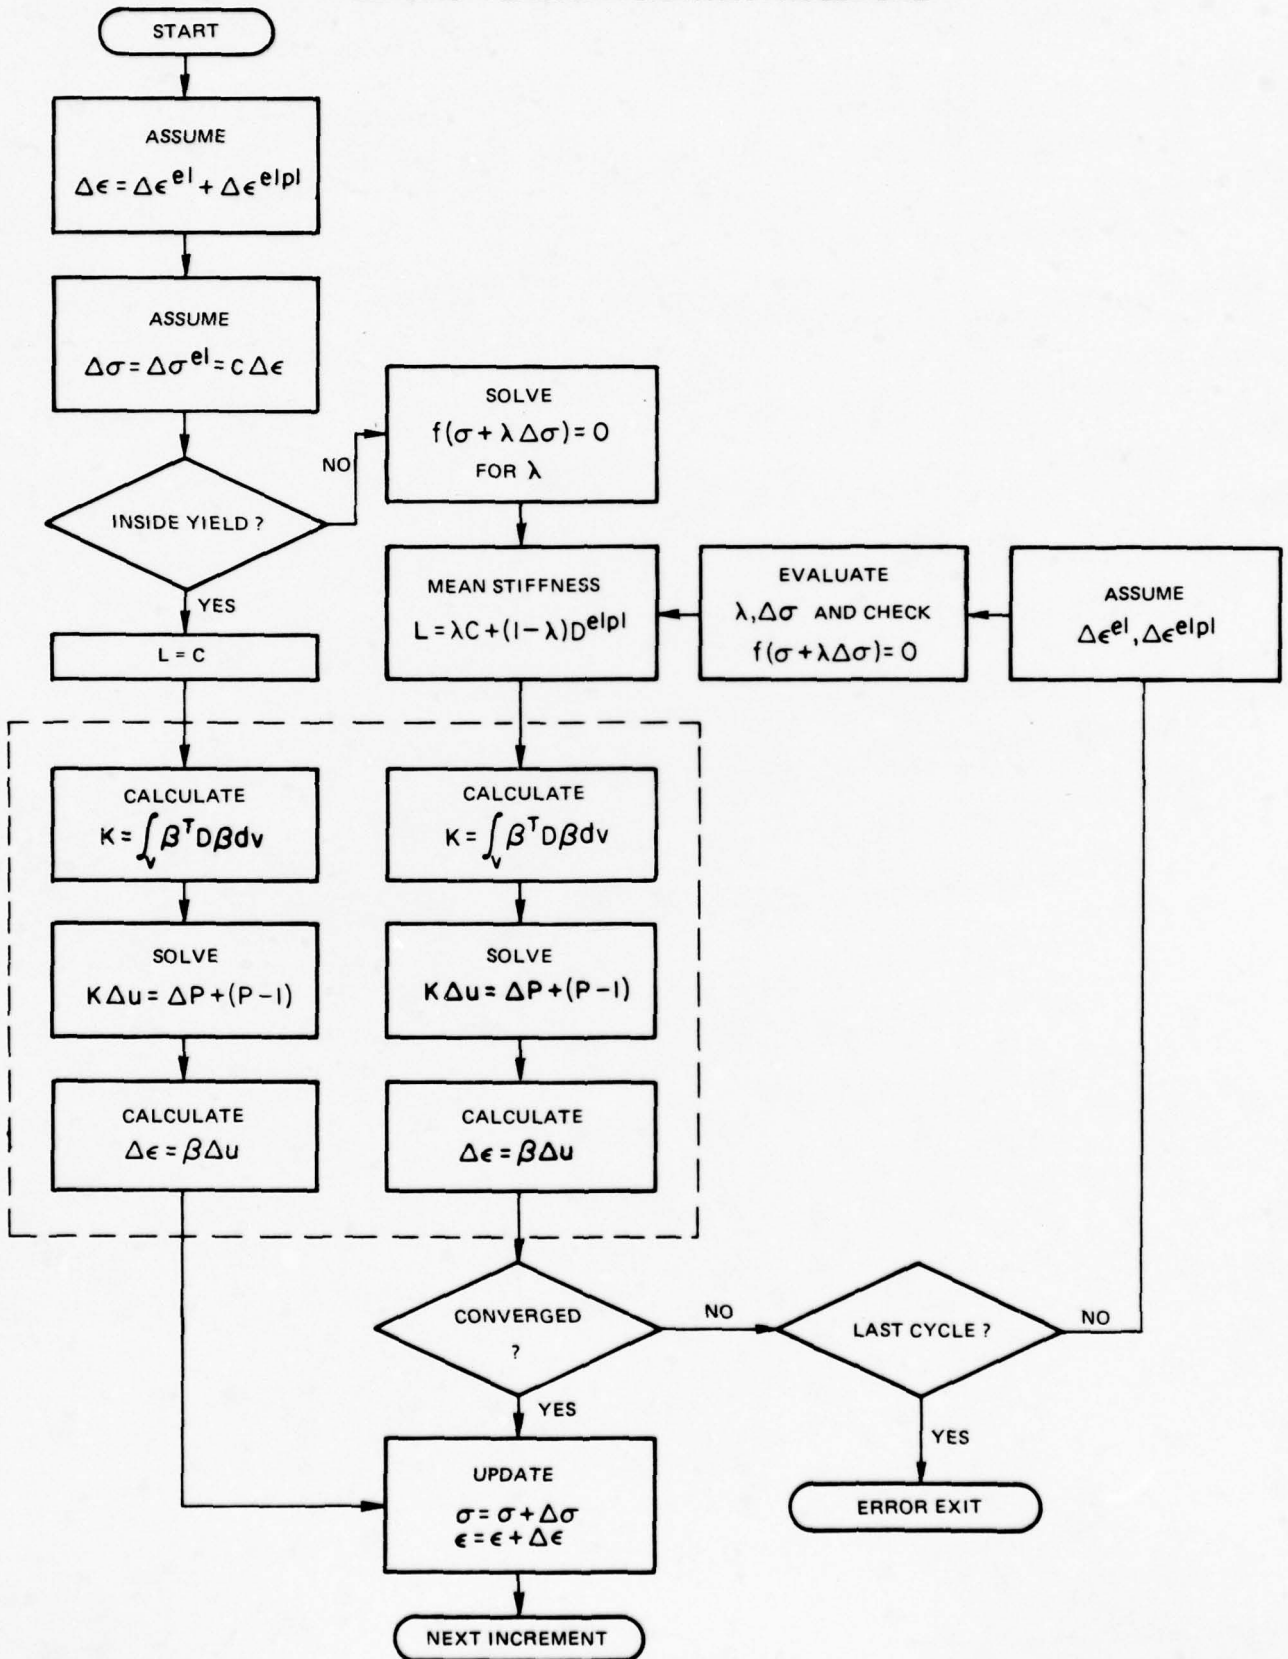 START
ASSUME
Δϵ = Δϵ^el + Δϵ^elpl
ASSUME
Δσ = Δσ^el = C Δϵ
INSIDE YIELD ?
NO
YES
L = C
SOLVE
f(σ + λ Δσ) = 0
FOR λ
MEAN STIFFNESS
L = λC + (1 − λ) D^elpl
EVALUATE
λ, Δσ AND CHECK
f(σ + λΔσ) = 0
ASSUME
Δϵ^el, Δϵ^elpl
CALCULATE
K = ∫_V β^T D β dv
SOLVE
K Δu = ΔP + (P − I)
CALCULATE
Δϵ = β Δu
CALCULATE
K = ∫_V β^T D β dv
SOLVE
K Δu = ΔP + (P − I)
CALCULATE
Δϵ = β Δu
CONVERGED
?
NO
YES
LAST CYCLE ?
NO
YES
ERROR EXIT
UPDATE
σ = σ + Δσ
ϵ = ϵ + Δϵ
NEXT INCREMENT